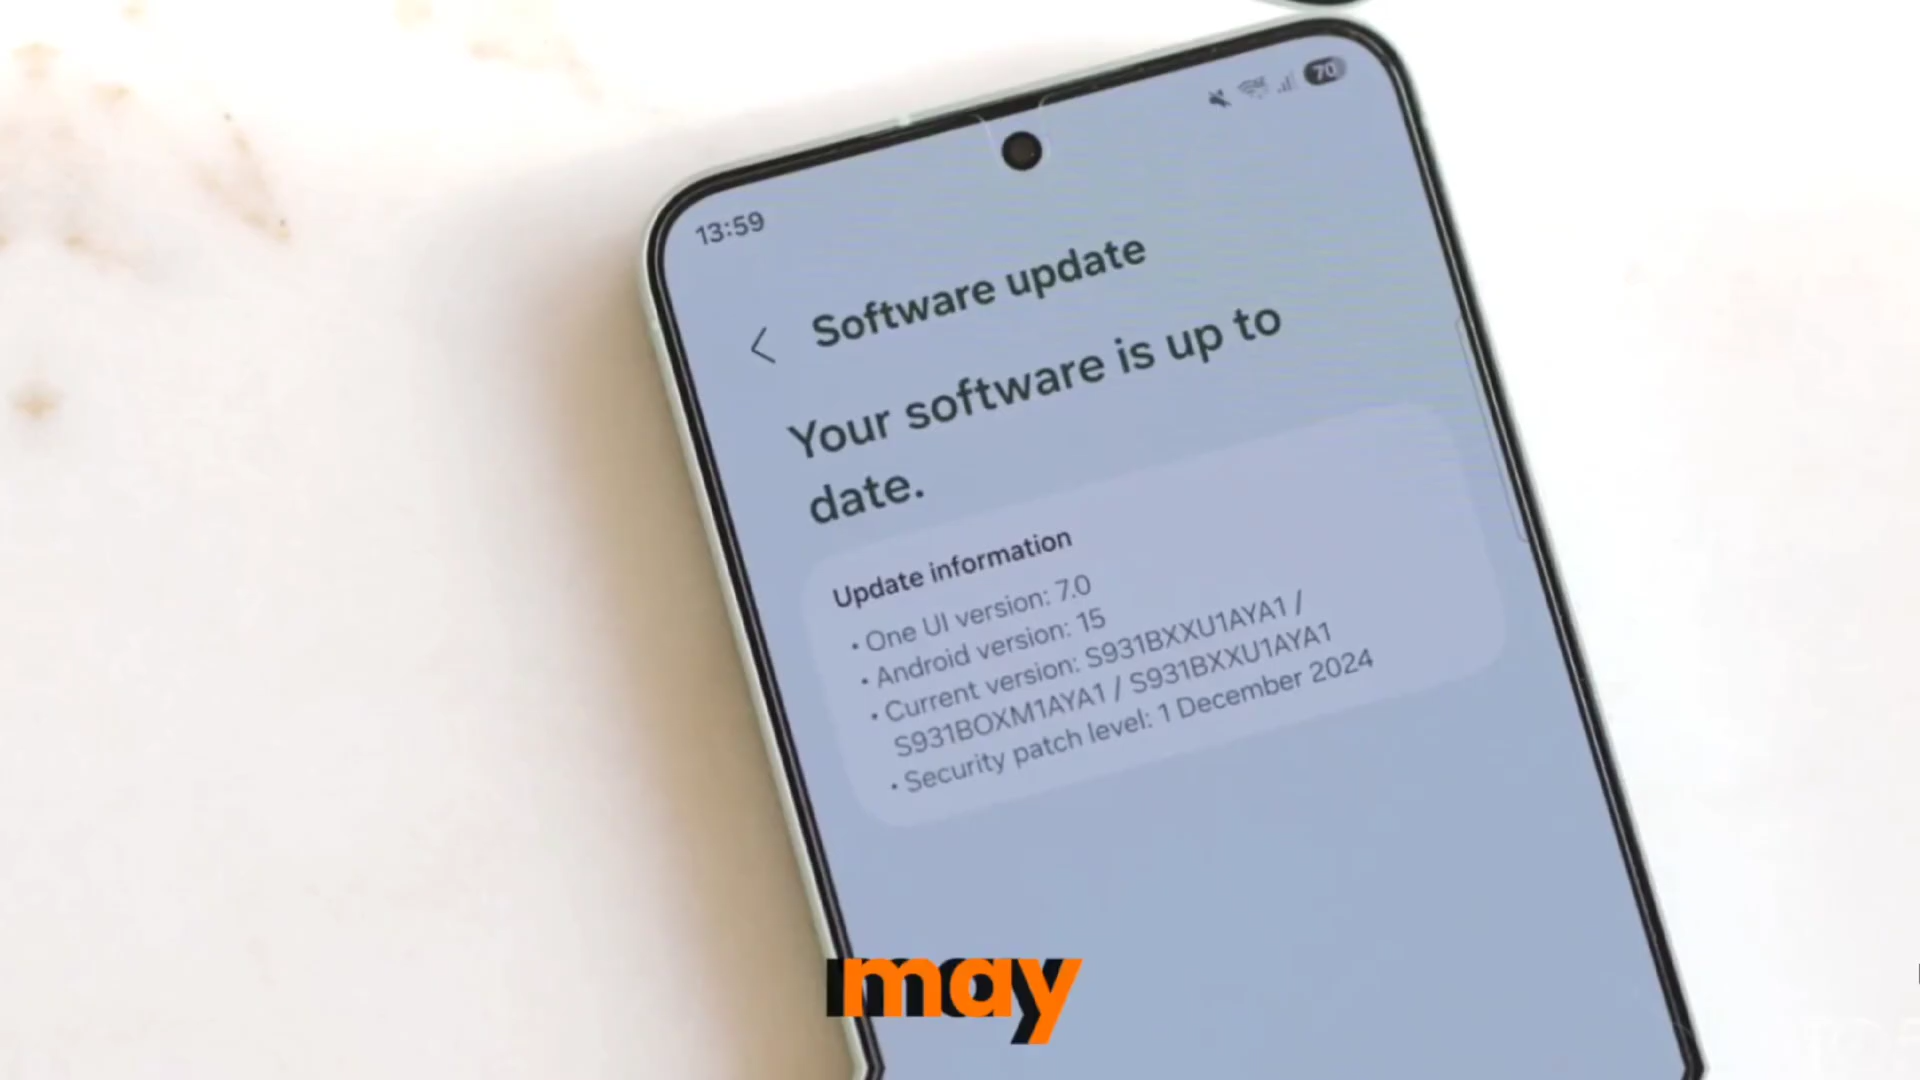 70
13:59
Software update
Your software is up to
date.
Update information
• One UI version: 7.0
• Android version: 15
• Current version: S931BXXU1AYA1 /
S931BOXM1AYA1 / S931BXXU1AYA1
• Security patch level: 1 December 2024
may